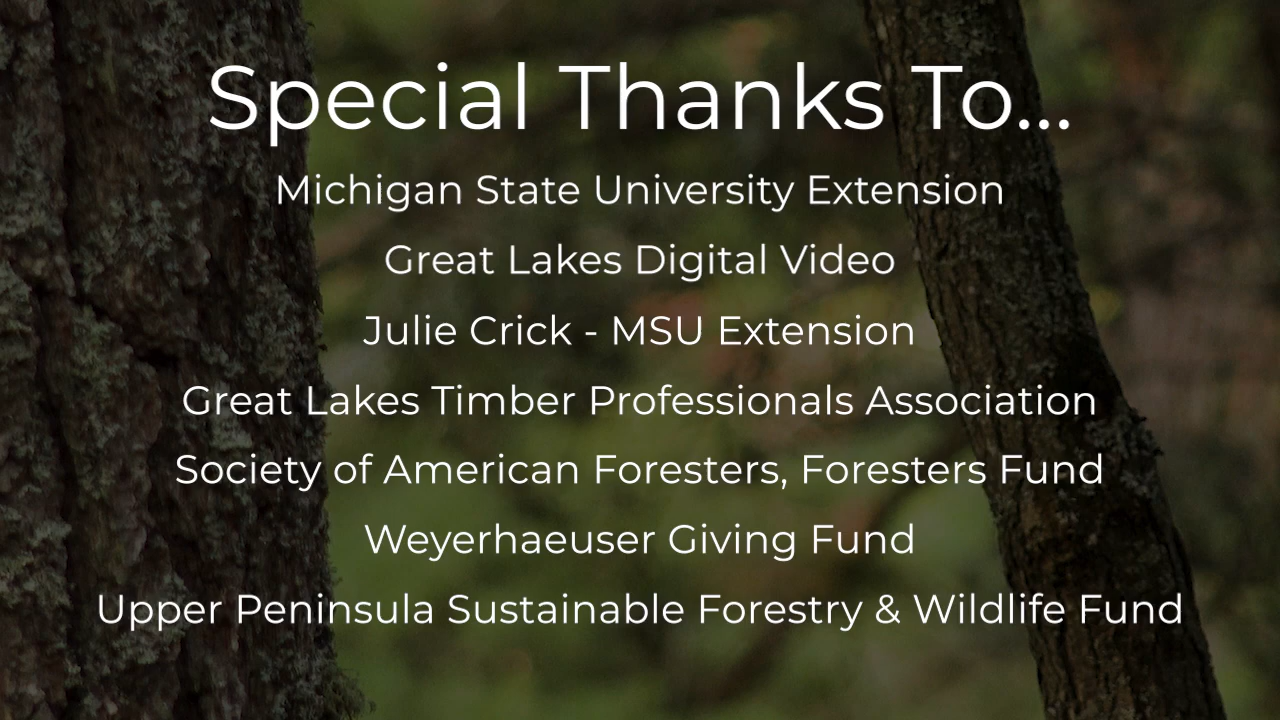 Special Thanks To...
Michigan State University Extension
Great Lakes Digital Video
Julie Crick - MSU Extension
Great Lakes Timber Professionals Association
Society of American Foresters, Foresters Fund
Weyerhaeuser Giving Fund
Upper Peninsula Sustainable Forestry & Wildlife Fund